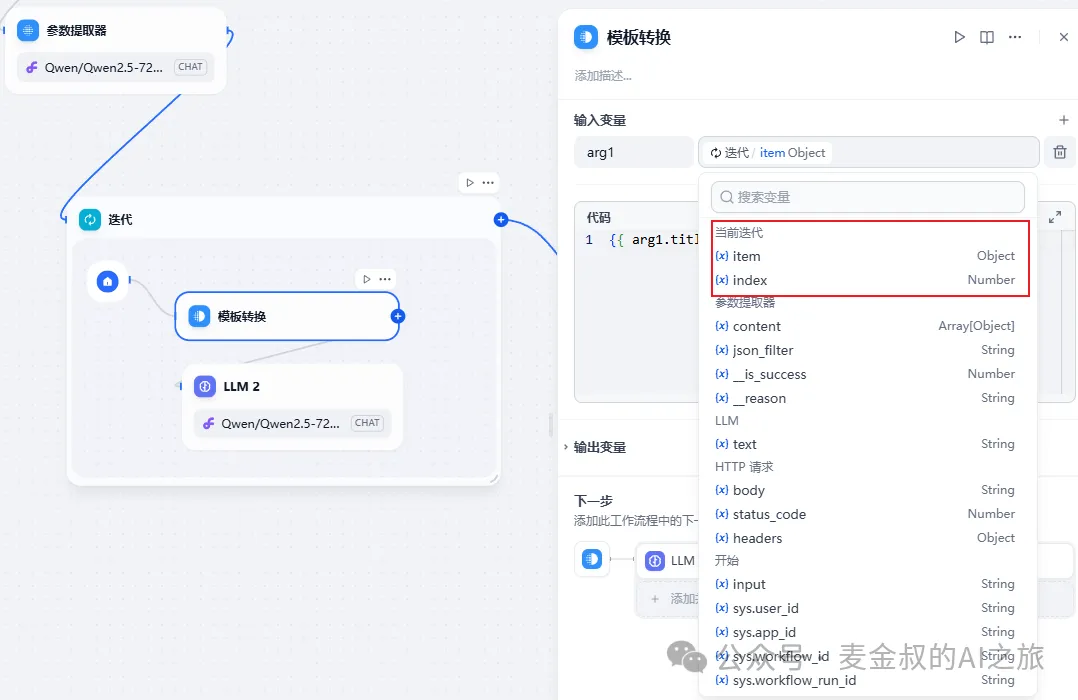 参数提取器
Qwen/Qwen2.5-72... CHAT
迭代
模板转换
LLM 2
Qwen/Qwen2.5-72... CHAT
模板转换
添加描述...
输入变量
arg1
迭代 / item Object
搜索变量
代码
1 {{ arg1.titl
当前迭代
{x} item Object
{x} index Number
参数提取器
{x} content Array[Object]
{x} json_filter String
{x} __is_success Number
{x} __reason String
LLM
{x} text String
HTTP 请求
{x} body String
{x} status_code Number
{x} headers Object
开始
{x} input String
{x} sys.user_id String
{x} sys.app_id String
{x} sys.workflow_id String
{x} sys.workflow_run_id String
输出变量
下一步
添加此工作流程中的下一
LLM
+ 添加
公众号 麦金叔的AI之旅